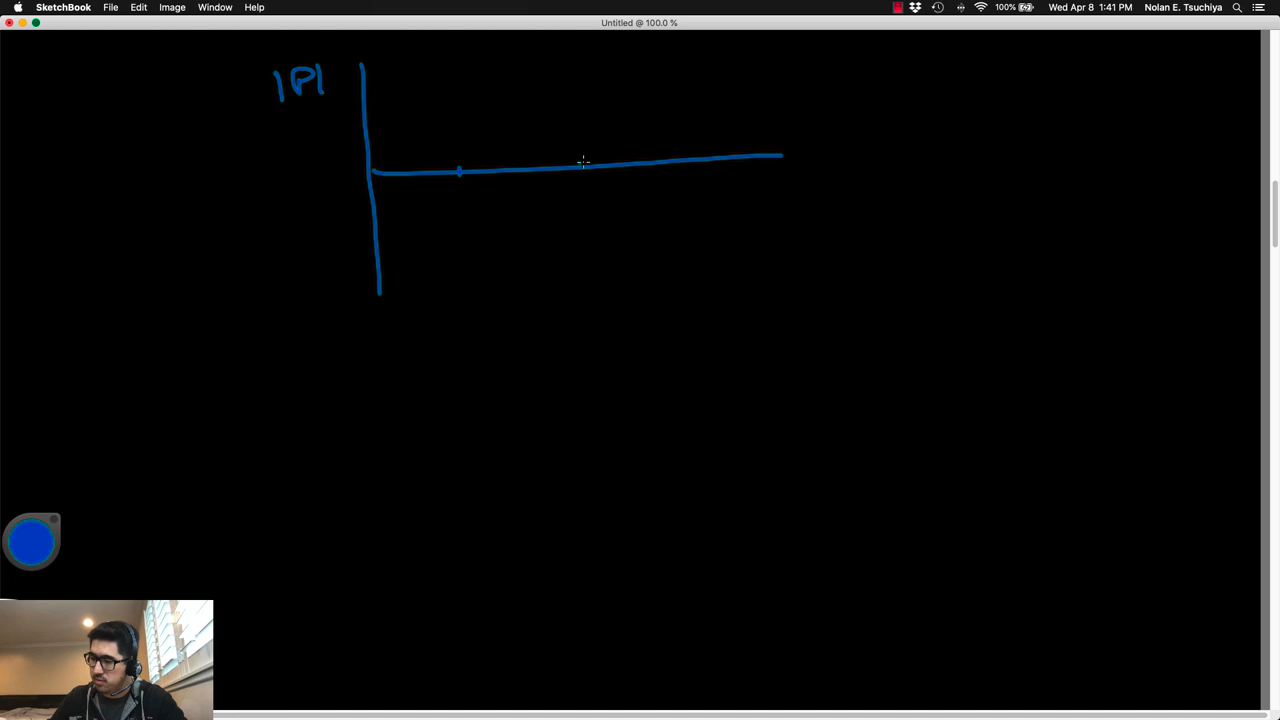 SketchBook File Edit Image Window Help 100% Wed Apr 8 1:41 PM Nolan E. Tsuchiya
Untitled @ 100.0 %
|P|